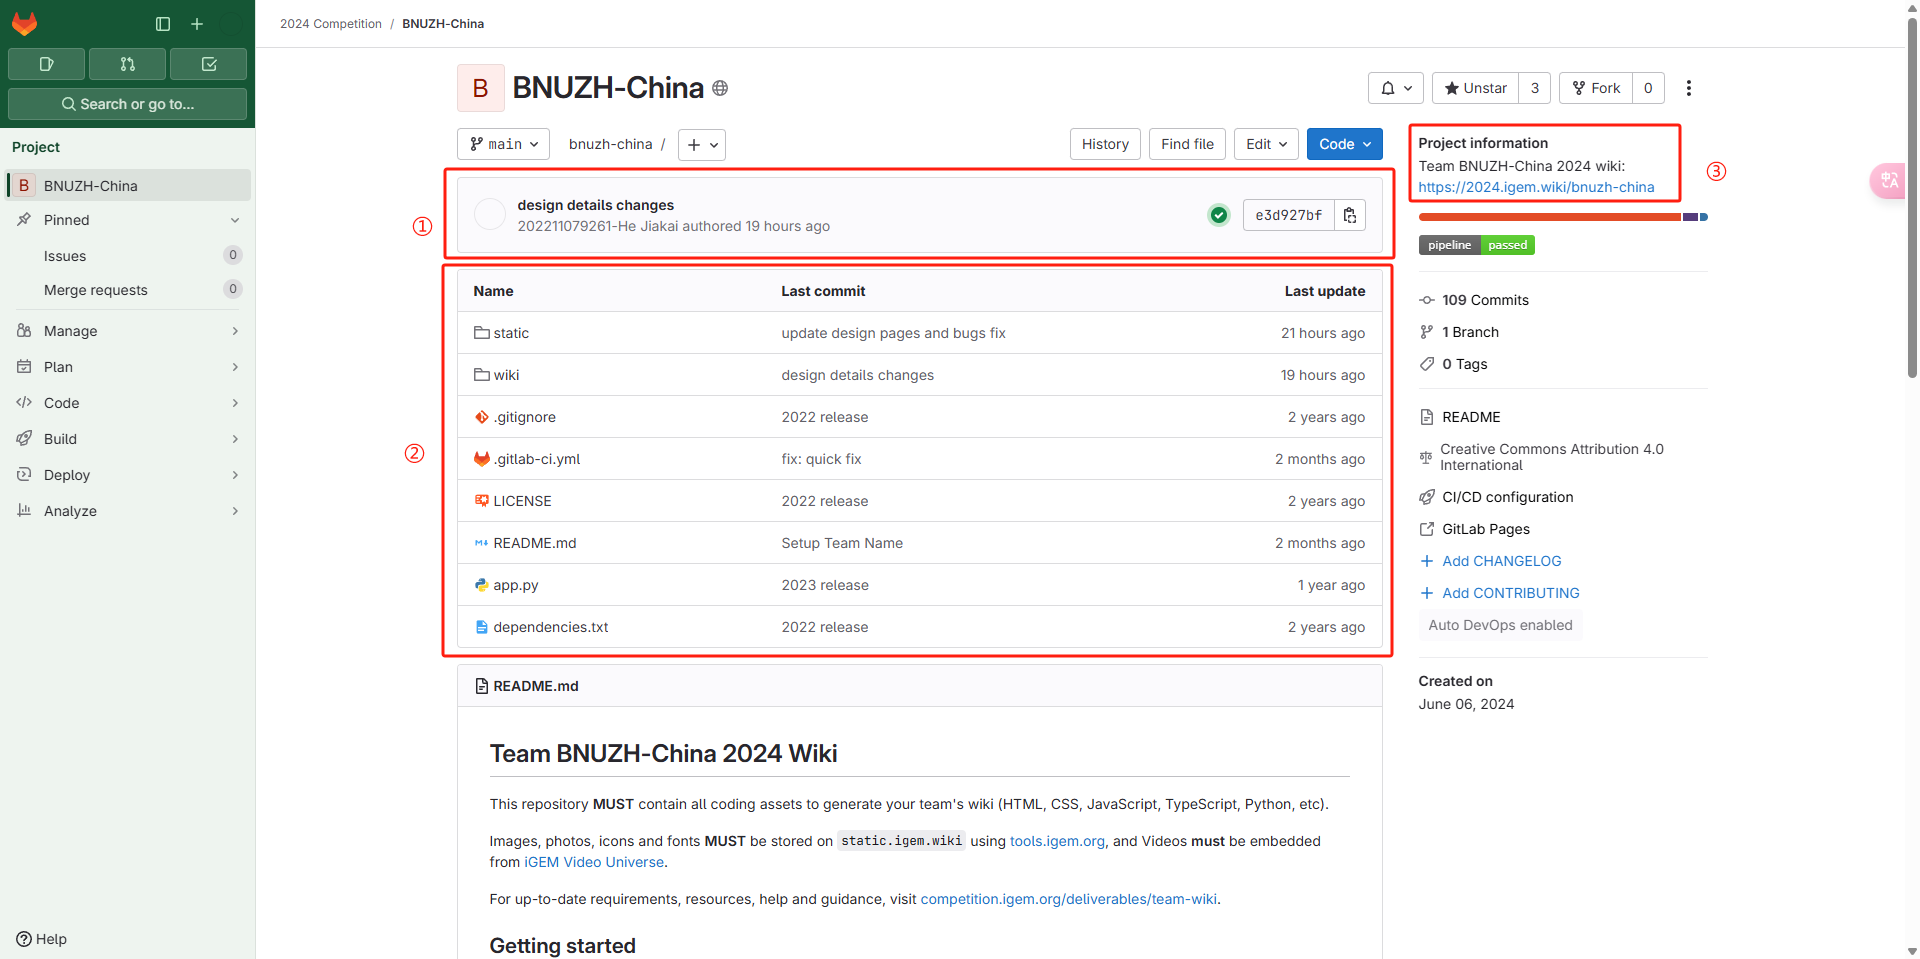 2024 Competition / BNUZH-China
Search or go to...
Project
B BNUZH-China
Pinned
Issues 0
Merge requests 0
Manage
Plan
Code
Build
Deploy
Analyze
Help
B BNUZH-China
Unstar 3
Fork 0
main
bnuzh-china /
History
Find file
Edit
Code
①
design details changes
202211079261-He Jiakai authored 19 hours ago
e3d927bf
②
Name Last commit Last update
static update design pages and bugs fix 21 hours ago
wiki design details changes 19 hours ago
.gitignore 2022 release 2 years ago
.gitlab-ci.yml fix: quick fix 2 months ago
LICENSE 2022 release 2 years ago
README.md Setup Team Name 2 months ago
app.py 2023 release 1 year ago
dependencies.txt 2022 release 2 years ago
README.md
Team BNUZH-China 2024 Wiki
This repository MUST contain all coding assets to generate your team's wiki (HTML, CSS, JavaScript, TypeScript, Python, etc).
Images, photos, icons and fonts MUST be stored on static.igem.wiki using tools.igem.org, and Videos must be embedded
from iGEM Video Universe.
For up-to-date requirements, resources, help and guidance, visit competition.igem.org/deliverables/team-wiki.
Getting started
Project information
Team BNUZH-China 2024 wiki:
https://2024.igem.wiki/bnuzh-china
③
pipeline passed
109 Commits
1 Branch
0 Tags
README
Creative Commons Attribution 4.0
International
CI/CD configuration
GitLab Pages
Add CHANGELOG
Add CONTRIBUTING
Auto DevOps enabled
Created on
June 06, 2024
中A